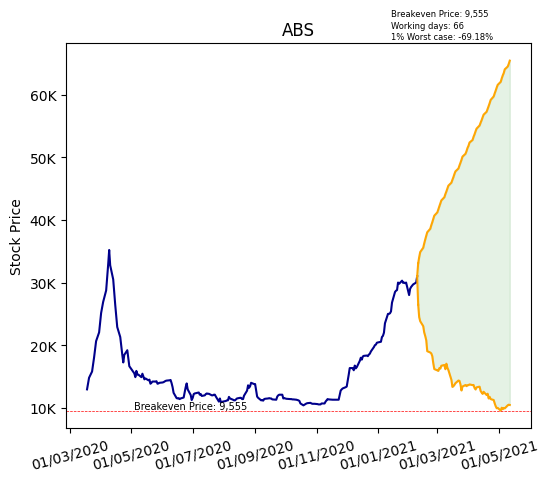 Breakeven Price: 9,555
Working days: 66
1% Worst case: -69.18%
ABS
Stock Price
60K
50K
40K
30K
20K
10K
Breakeven Price: 9,555
01/03/2020 01/05/2020 01/07/2020 01/09/2020 01/11/2020 01/01/2021 01/03/2021 01/05/2021